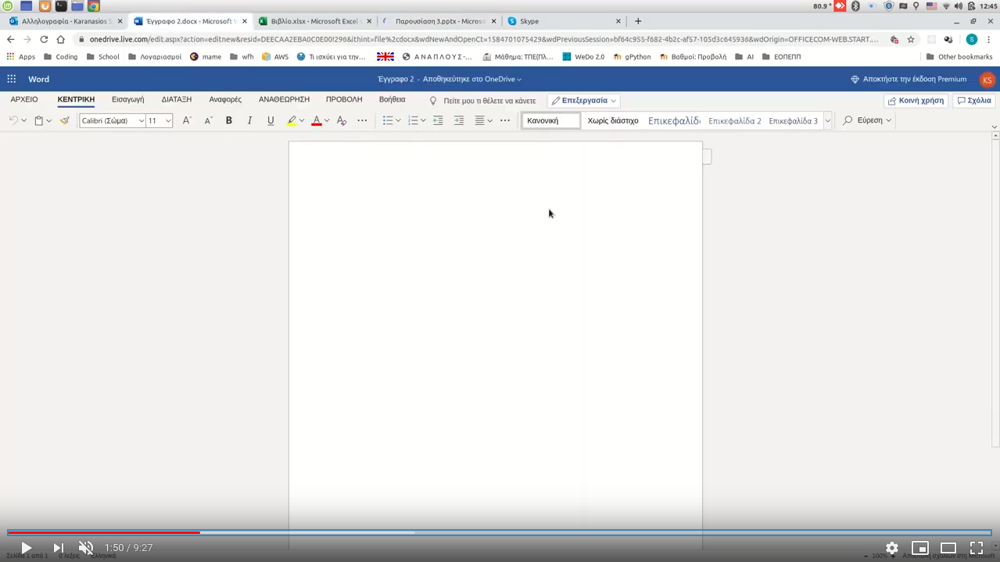 80.9 ° 12:45
Αλληλογραφία - Karanasios S
Έγγραφο 2.docx - Microsoft W
Βιβλίο.xlsx - Microsoft Excel
Παρουσίαση 3.pptx - Microso
Skype
onedrive.live.com/edit.aspx?action=editnew&resid=DEECAA2EBA0C0E00!296&ithint=file%2cdocx&wdNewAndOpenCt=1584701075429&wdPreviousSession=bf64c955-f682-4b2c-af57-105d3c645936&wdOrigin=OFFICECOM-WEB.START....
Apps Coding School Λογαριασμοί mame wfh AWS Τι ισχύει για την... Α Ν Α Π Λ Ο Υ Σ -... Μάθημα: ΤΠΕ(Πλ... WeDo 2.0 gPython Βαθμοί: Προβολή AI ΕΟΠΕΠΠ Other bookmarks
Word Έγγραφο 2 - Αποθηκεύτηκε στο OneDrive Αποκτήστε την έκδοση Premium KS
ΑΡΧΕΙΟ ΚΕΝΤΡΙΚΗ Εισαγωγή ΔΙΑΤΑΞΗ Αναφορές ΑΝΑΘΕΩΡΗΣΗ ΠΡΟΒΟΛΗ Βοήθεια Πείτε μου τι θέλετε να κάνετε Επεξεργασία Κοινή χρήση Σχόλια
Calibri (Σώμα) 11 A A B I U A Κανονική Χωρίς διάστιχο Επικεφαλίδ Επικεφαλίδα 2 Επικεφαλίδα 3 Εύρεση
1:50 / 9:27
Σελίδα 1 από 1 0 λέξεις Ελληνικά 100% Αποστολή σχολίων στη Microsoft